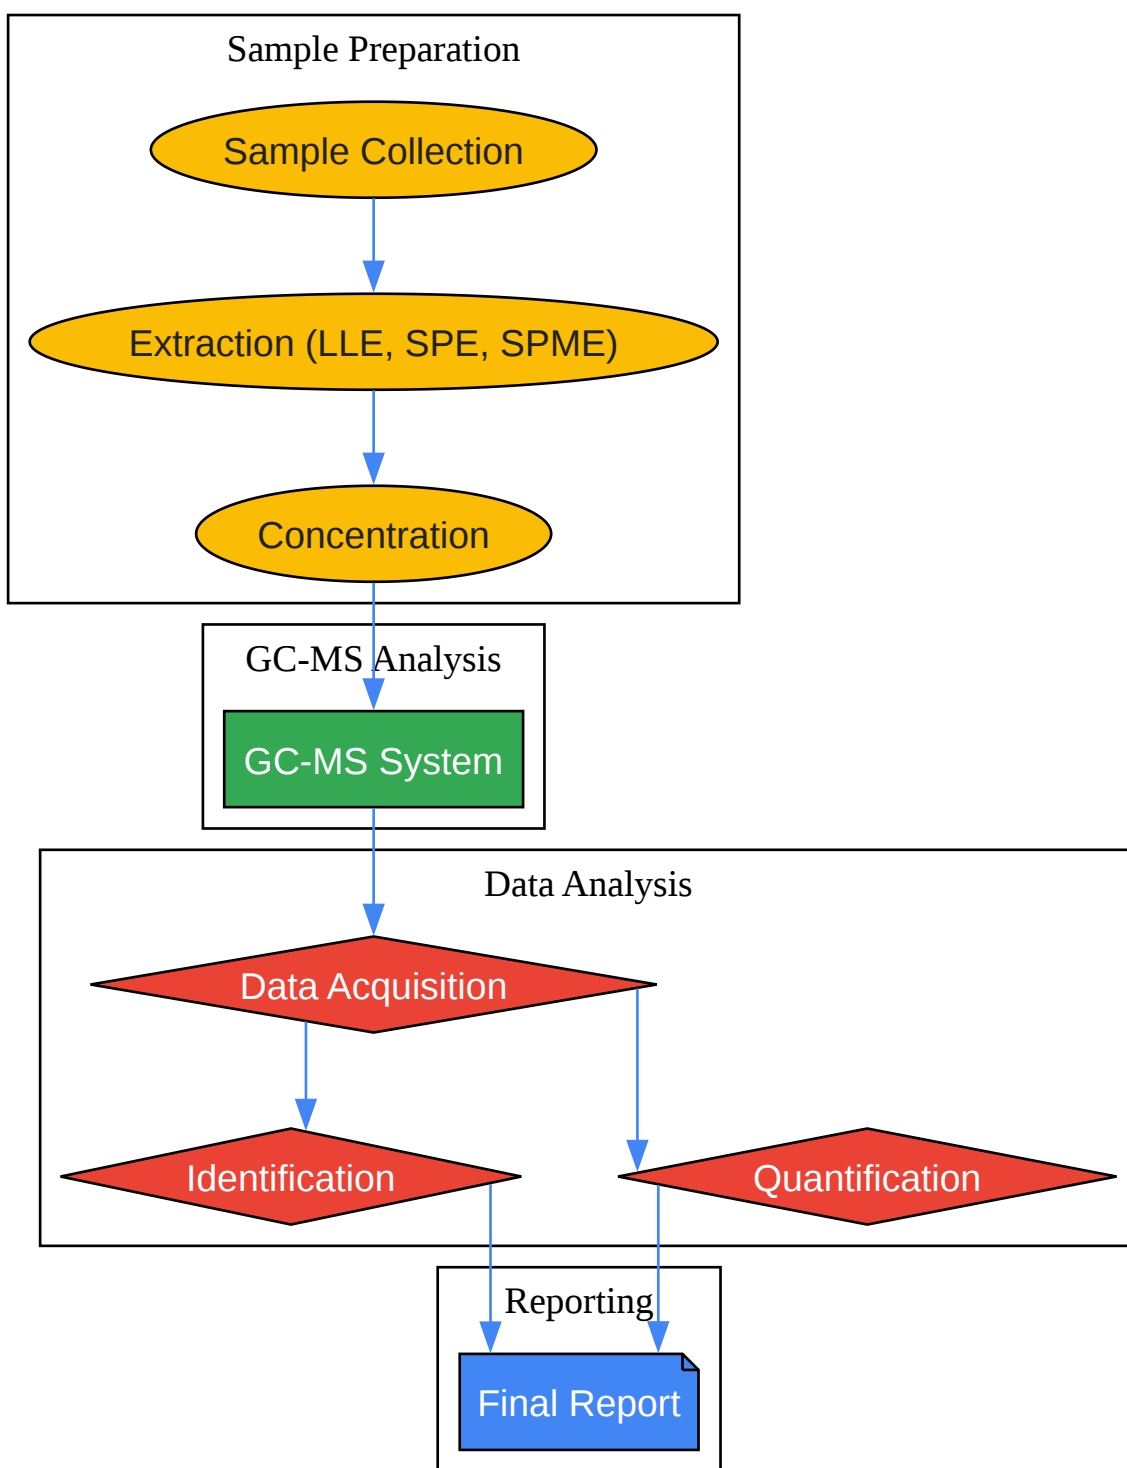 Sample Preparation
Sample Collection
Extraction (LLE, SPE, SPME)
Concentration
GC-MS Analysis
GC-MS System
Data Analysis
Data Acquisition
Identification
Quantification
Reporting
Final Report